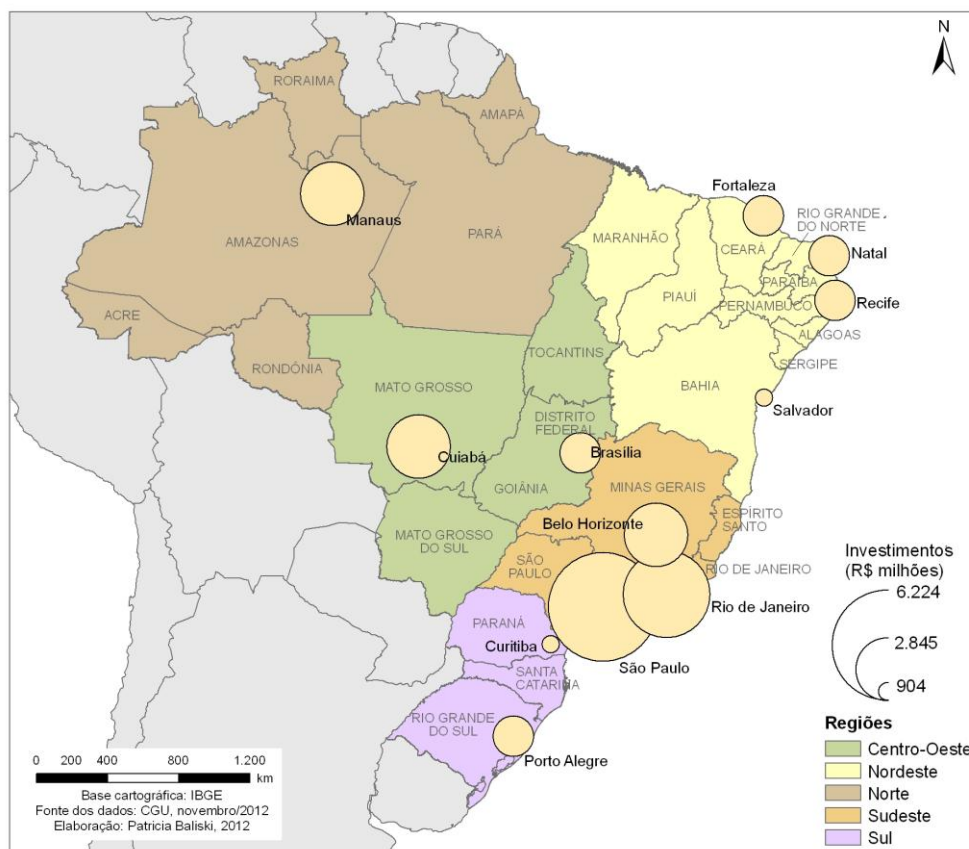 N
RORAIMA
AMAPÁ
Manaus
AMAZONAS
PARÁ
ACRE
RONDÔNIA
Fortaleza
RIO GRANDE
DO NORTE
MARANHÃO
CEARÁ
Natal
PARAÍBA
PIAUÍ
PERNAMBUCO
Recife
ALAGOAS
SERGIPE
TOCANTINS
MATO GROSSO
BAHIA
Salvador
DISTRITO
FEDERAL
Cuiabá
Brasília
GOIÂNIA
MINAS GERAIS
Belo Horizonte
ESPÍRITO
SANTO
MATO GROSSO
DO SUL
SÃO
PAULO
RIO DE JANEIRO
Rio de Janeiro
PARANÁ
Curitiba
São Paulo
SANTA
CATARINA
RIO GRANDE
DO SUL
Porto Alegre
Investimentos
(R$ milhões)
6.224
2.845
904
Regiões
Centro-Oeste
Nordeste
Norte
Sudeste
Sul
0 200 400 800 1.200
km
Base cartográfica: IBGE
Fonte dos dados: CGU, novembro/2012
Elaboração: Patricia Baliski, 2012